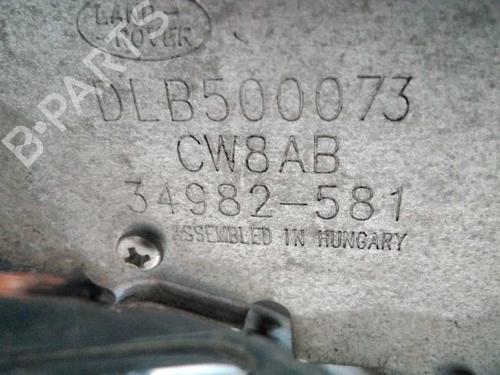 LAND-
ROVER
B-PARTS
DLB500073
CW8AB
34982-581
ASSEMBLED IN HUNGARY